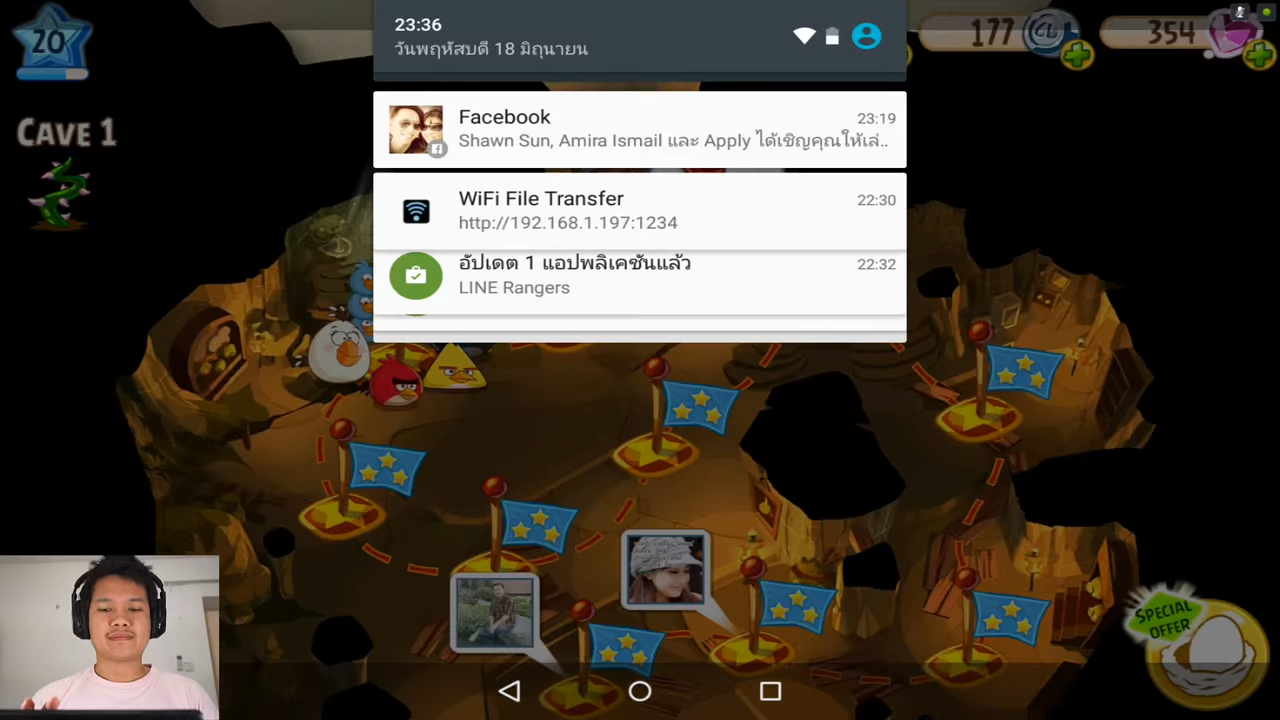 23:36
วันพฤหัสบดี 18 มิถุนายน
20
177
CL
354
CAVE 1
Facebook 23:19
Shawn Sun, Amira Ismail และ Apply ได้เชิญคุณให้เล่..
WiFi File Transfer 22:30
http://192.168.1.197:1234
อัปเดต 1 แอปพลิเคชันแล้ว 22:32
LINE Rangers
SPECIAL
OFFER